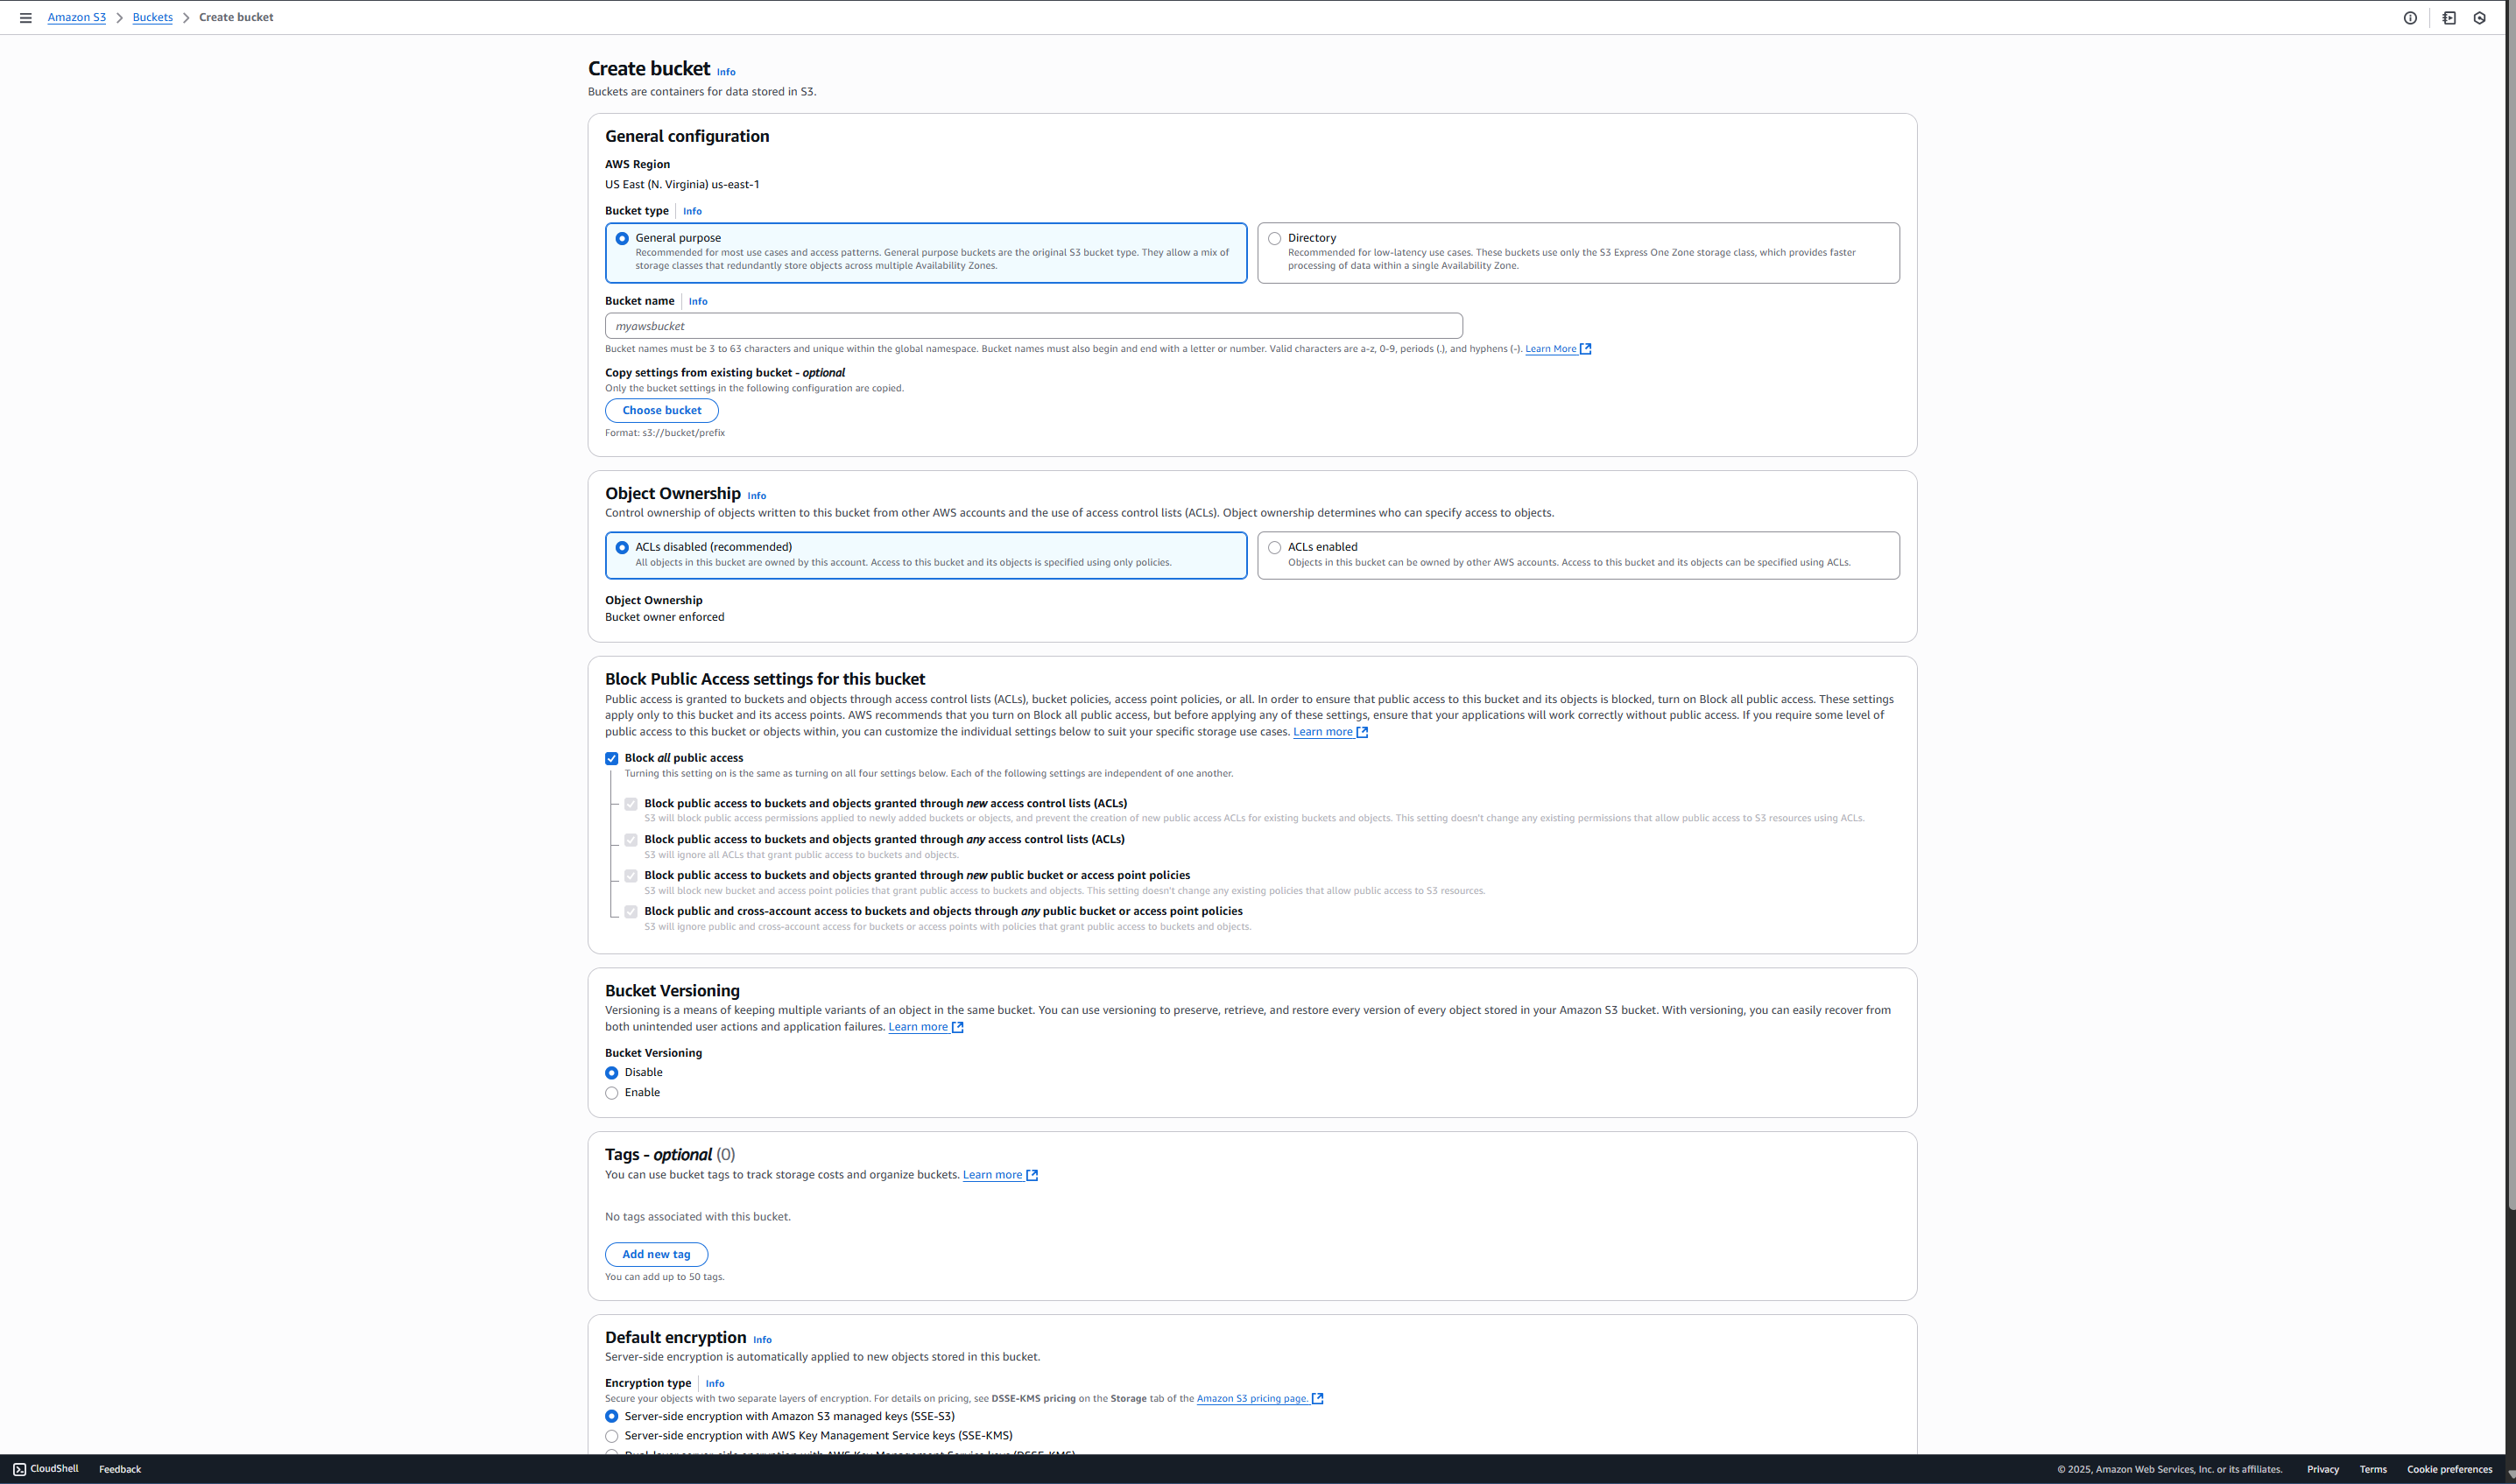 Amazon S3 > Buckets > Create bucket
Create bucket Info
Buckets are containers for data stored in S3.
General configuration
AWS Region
US East (N. Virginia) us-east-1
Bucket type Info
General purpose
Recommended for most use cases and access patterns. General purpose buckets are the original S3 bucket type. They allow a mix of
storage classes that redundantly store objects across multiple Availability Zones.
Directory
Recommended for low-latency use cases. These buckets use only the S3 Express One Zone storage class, which provides faster
processing of data within a single Availability Zone.
Bucket name Info
myawsbucket
Bucket names must be 3 to 63 characters and unique within the global namespace. Bucket names must also begin and end with a letter or number. Valid characters are a-z, 0-9, periods (.), and hyphens (-). Learn More
Copy settings from existing bucket - optional
Only the bucket settings in the following configuration are copied.
Choose bucket
Format: s3://bucket/prefix
Object Ownership Info
Control ownership of objects written to this bucket from other AWS accounts and the use of access control lists (ACLs). Object ownership determines who can specify access to objects.
ACLs disabled (recommended)
All objects in this bucket are owned by this account. Access to this bucket and its objects is specified using only policies.
ACLs enabled
Objects in this bucket can be owned by other AWS accounts. Access to this bucket and its objects can be specified using ACLs.
Object Ownership
Bucket owner enforced
Block Public Access settings for this bucket
Public access is granted to buckets and objects through access control lists (ACLs), bucket policies, access point policies, or all. In order to ensure that public access to this bucket and its objects is blocked, turn on Block all public access. These settings
apply only to this bucket and its access points. AWS recommends that you turn on Block all public access, but before applying any of these settings, ensure that your applications will work correctly without public access. If you require some level of
public access to this bucket or objects within, you can customize the individual settings below to suit your specific storage use cases. Learn more
Block all public access
Turning this setting on is the same as turning on all four settings below. Each of the following settings are independent of one another.
Block public access to buckets and objects granted through new access control lists (ACLs)
S3 will block public access permissions applied to newly added buckets or objects, and prevent the creation of new public access ACLs for existing buckets and objects. This setting doesn't change any existing permissions that allow public access to S3 resources using ACLs.
Block public access to buckets and objects granted through any access control lists (ACLs)
S3 will ignore all ACLs that grant public access to buckets and objects.
Block public access to buckets and objects granted through new public bucket or access point policies
S3 will block new bucket and access point policies that grant public access to buckets and objects. This setting doesn't change any existing policies that allow public access to S3 resources.
Block public and cross-account access to buckets and objects through any public bucket or access point policies
S3 will ignore public and cross-account access for buckets or access points with policies that grant public access to buckets and objects.
Bucket Versioning
Versioning is a means of keeping multiple variants of an object in the same bucket. You can use versioning to preserve, retrieve, and restore every version of every object stored in your Amazon S3 bucket. With versioning, you can easily recover from
both unintended user actions and application failures. Learn more
Bucket Versioning
Disable
Enable
Tags - optional (0)
You can use bucket tags to track storage costs and organize buckets. Learn more
No tags associated with this bucket.
Add new tag
You can add up to 50 tags.
Default encryption Info
Server-side encryption is automatically applied to new objects stored in this bucket.
Encryption type Info
Secure your objects with two separate layers of encryption. For details on pricing, see DSSE-KMS pricing on the Storage tab of the Amazon S3 pricing page.
Server-side encryption with Amazon S3 managed keys (SSE-S3)
Server-side encryption with AWS Key Management Service keys (SSE-KMS)
Dual-layer server-side encryption with AWS Key Management Service keys (DSSE-KMS)
CloudShell Feedback © 2025, Amazon Web Services, Inc. or its affiliates. Privacy Terms Cookie preferences